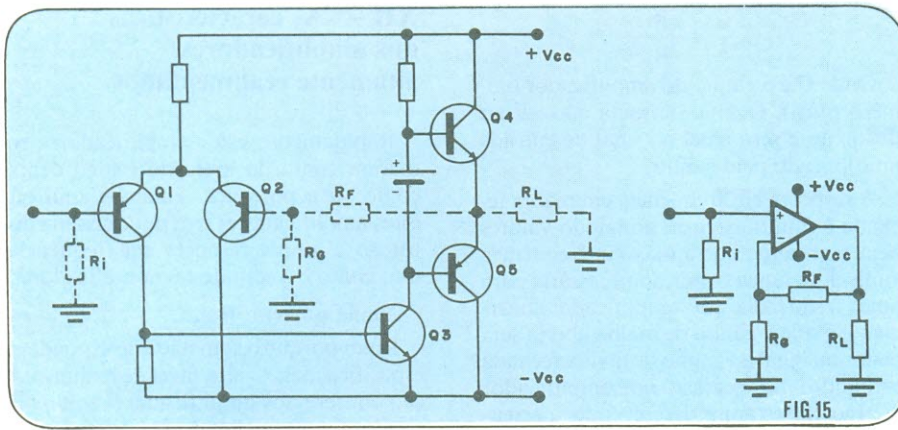 +Vcc
Q4
Q1
Q2
+
-
RF
RL
Ri
RG
Q5
Q3
-Vcc
+Vcc
+
-
-Vcc
Ri
RF
RG
RL
FIG.15